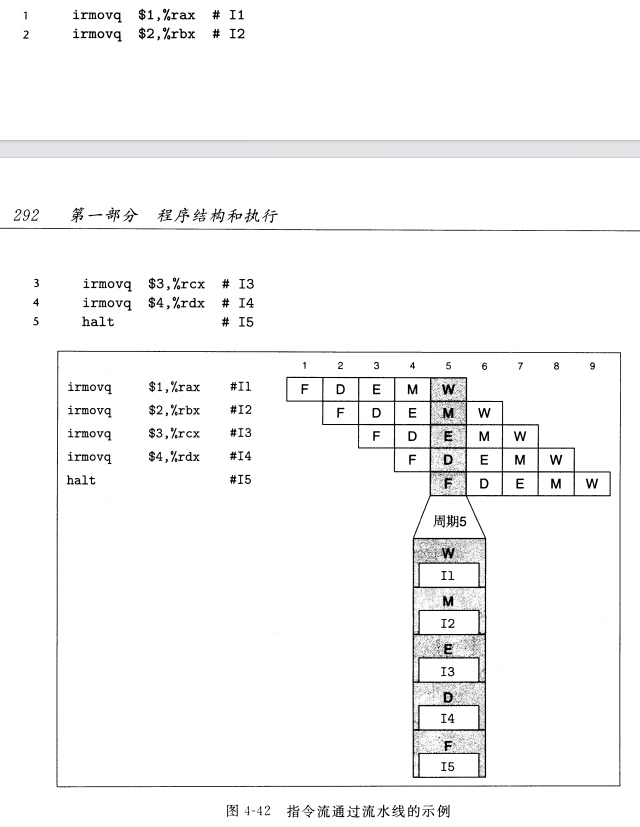 1 irmovq $1,%rax # I1
2 irmovq $2,%rbx # I2
292 第一部分 程序结构和执行
3 irmovq $3,%rcx # I3
4 irmovq $4,%rdx # I4
5 halt # I5
1 2 3 4 5 6 7 8 9
irmovq $1,%rax #I1 F D E M W
irmovq $2,%rbx #I2 F D E M W
irmovq $3,%rcx #I3 F D E M W
irmovq $4,%rdx #I4 F D E M W
halt #I5 F D E M W
周期5
W
I1
M
I2
E
I3
D
I4
F
I5
图 4-42 指令流通过流水线的示例